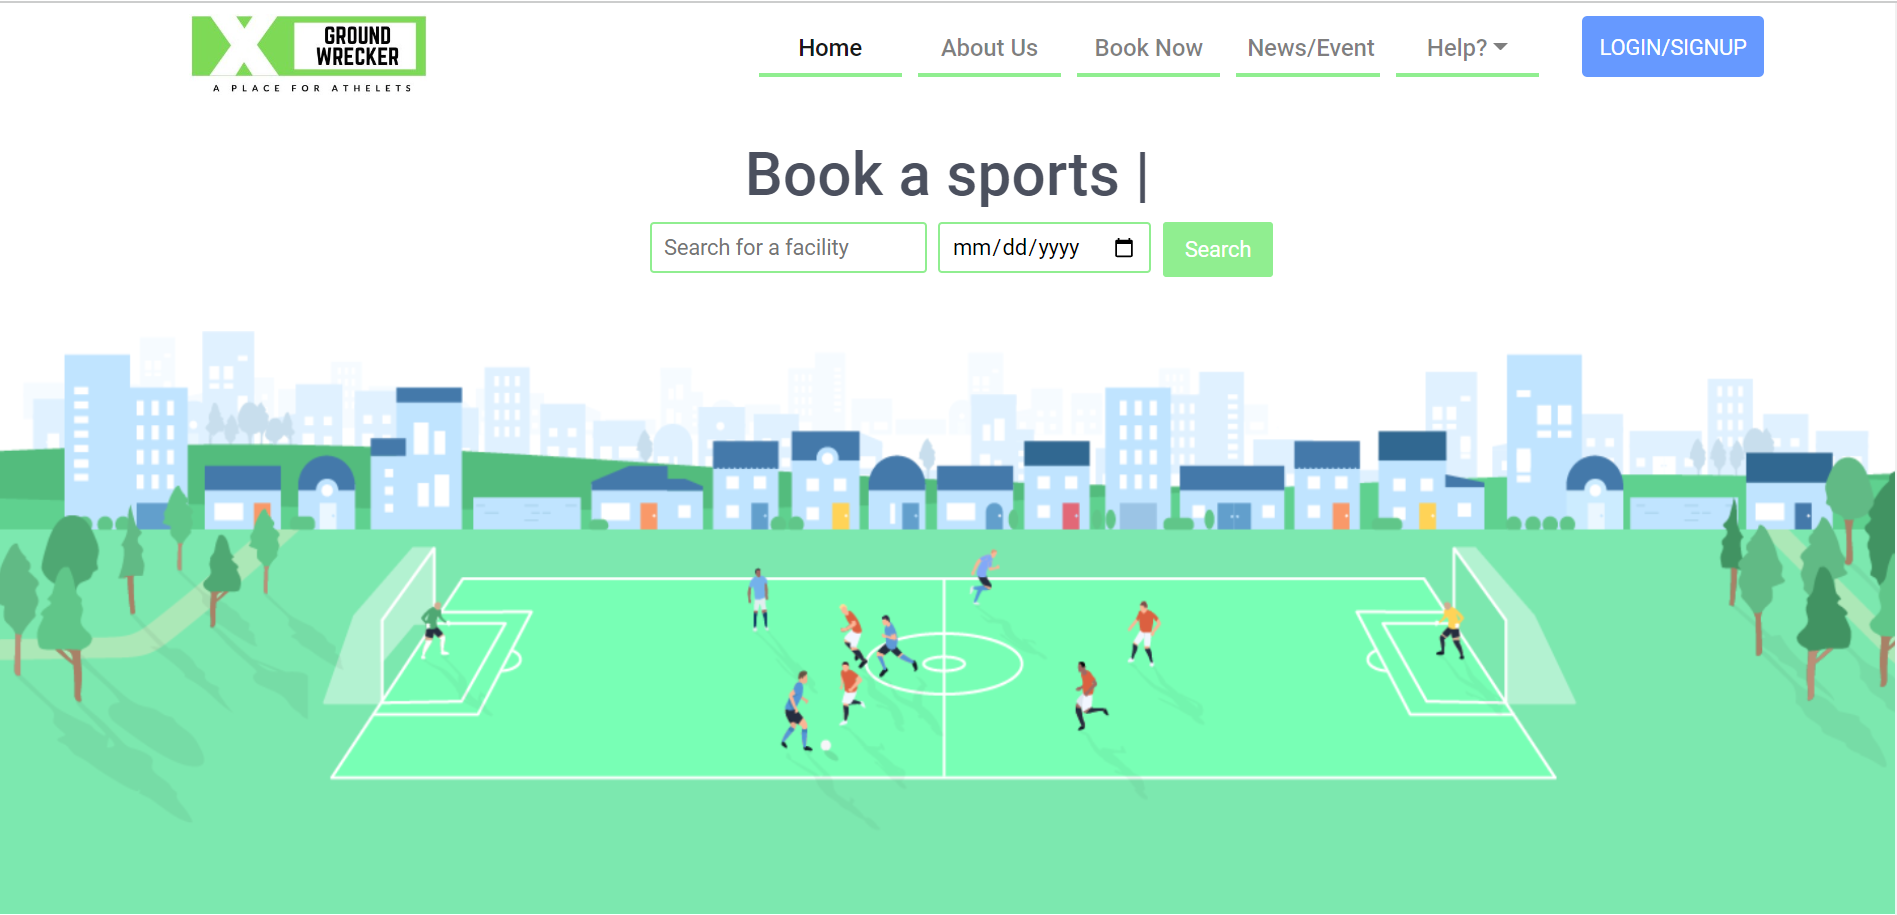 GROUND
WRECKER
A PLACE FOR ATHELETS
Home
About Us
Book Now
News/Event
Help?
LOGIN/SIGNUP
Book a sports |
Search for a facility
mm/dd/yyyy
Search